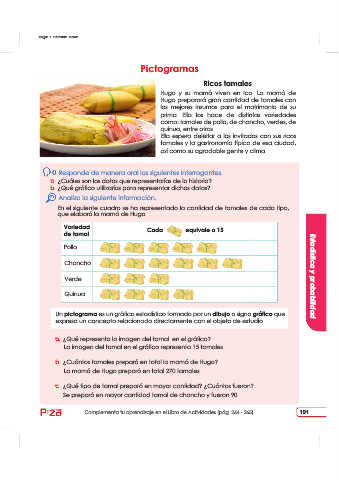 Pictogramas
Ricos tamales
Hugo y su mamá viven en Ica. La mamá de
Hugo preparará gran cantidad de tamales con
los mejores insumos para el matrimonio de su
prima. Ella los hace de distintas variedades
como: tamales de pollo, de chancho, verdes, de
quinua, entre otros.
Ella espera deleitar a los invitados con sus ricos
tamales y la gastronomía típica de esa ciudad,
así como su agradable gente y clima.
Responde de manera oral las siguientes interrogantes.
a. ¿Cuáles son los datos que representarías de la historia?
b. ¿Qué gráfico utilizarías para representar dichos datos?
Analiza la siguiente información.
En el siguiente cuadro se ha representado la cantidad de tamales de cada tipo,
que elaboró la mamá de Hugo
Variedad
de tamal
Cada equivale a 15
Pollo
Chancho
Verde
Quinua
Un pictograma es un gráfico estadístico formado por un dibujo o signo gráfico que
expresa un concepto relacionado directamente con el objeto de estudio
a. ¿Qué representa la imagen del tamal en el gráfico?
La imagen del tamal en el gráfico representa 15 tamales
b. ¿Cuántos tamales preparó en total la mamá de Hugo?
La mamá de Hugo preparó en total 270 tamales
c. ¿Qué tipo de tamal preparó en mayor cantidad? ¿Cuántos fueron?
Se preparó en mayor cantidad tamal de chancho y fueron 90
Estadística y probabilidad
Complementa tu aprendizaje en el Libro de Actividades (pág. 264 - 265)
191